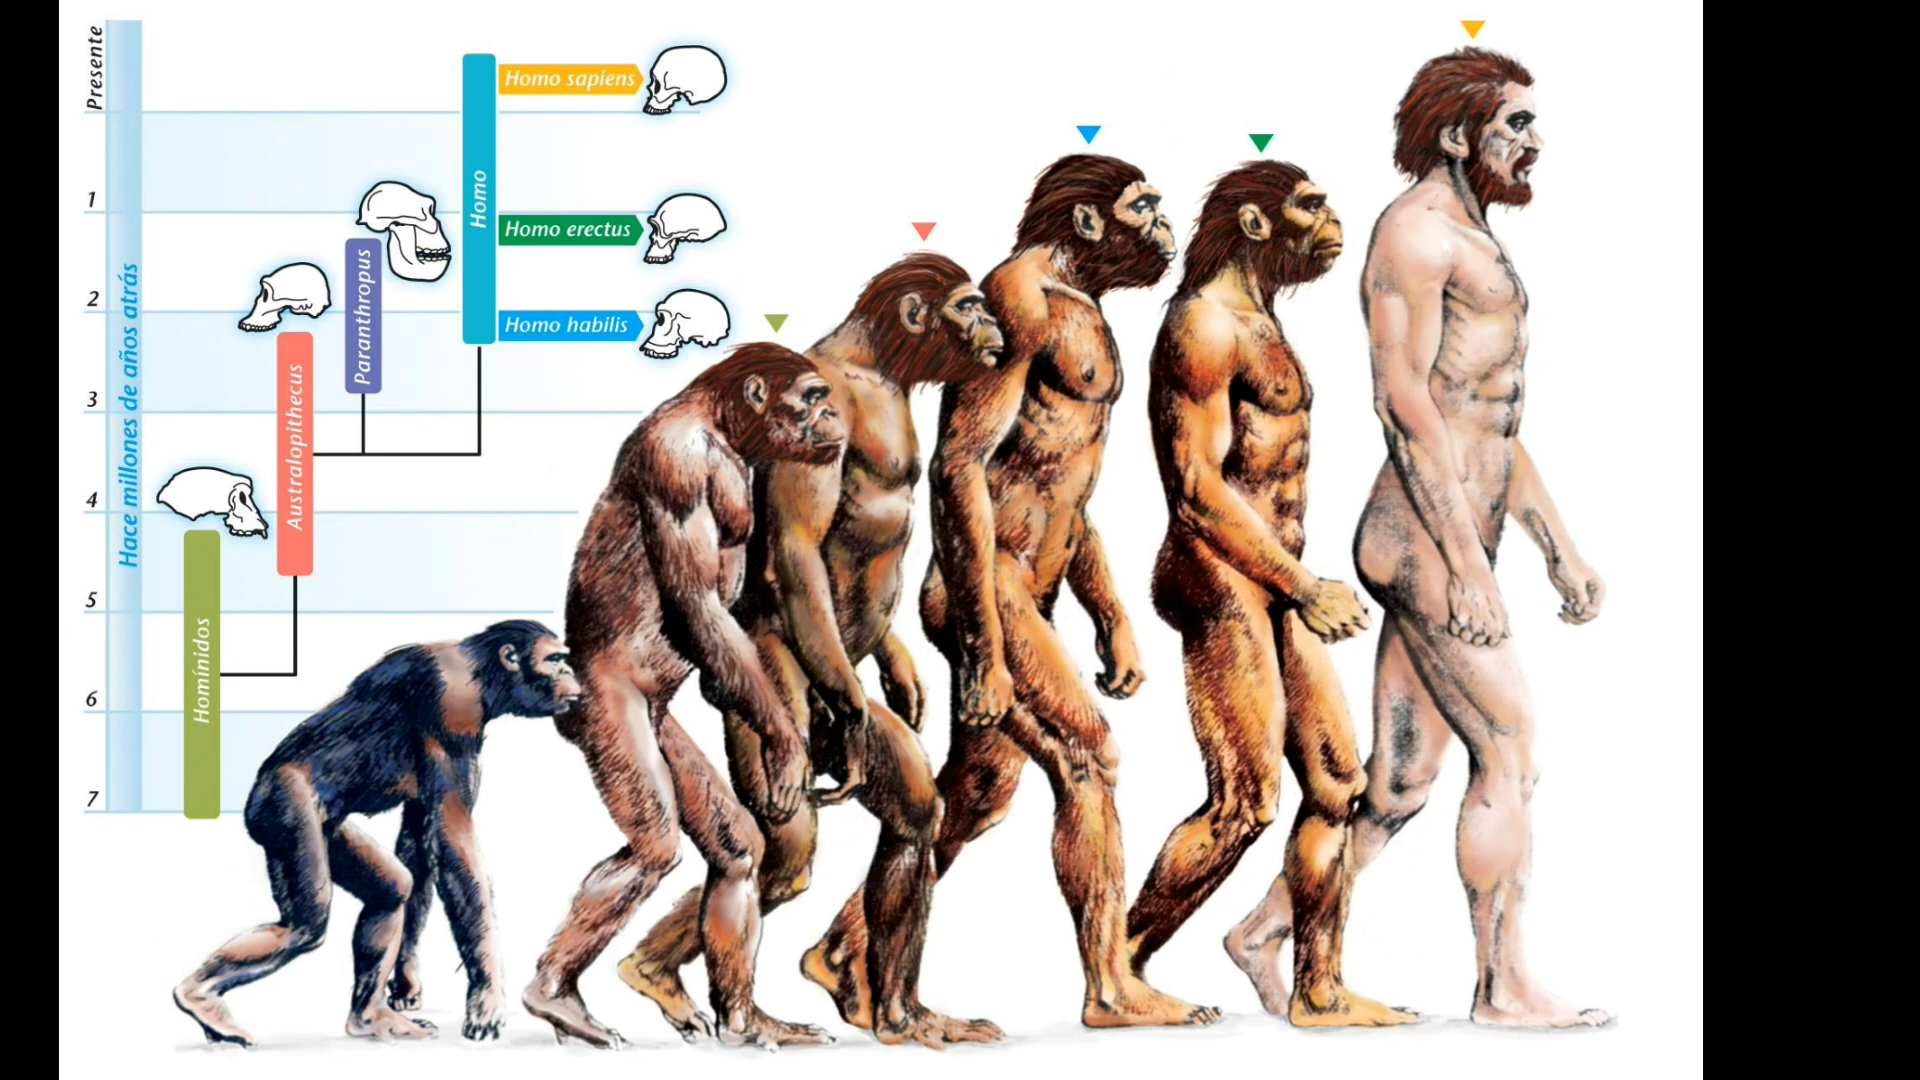 Presente
1
2
3
4
5
6
7
Hace millones de años atrás
Homínidos
Australopithecus
Paranthropus
Homo
Homo sapiens
Homo erectus
Homo habilis